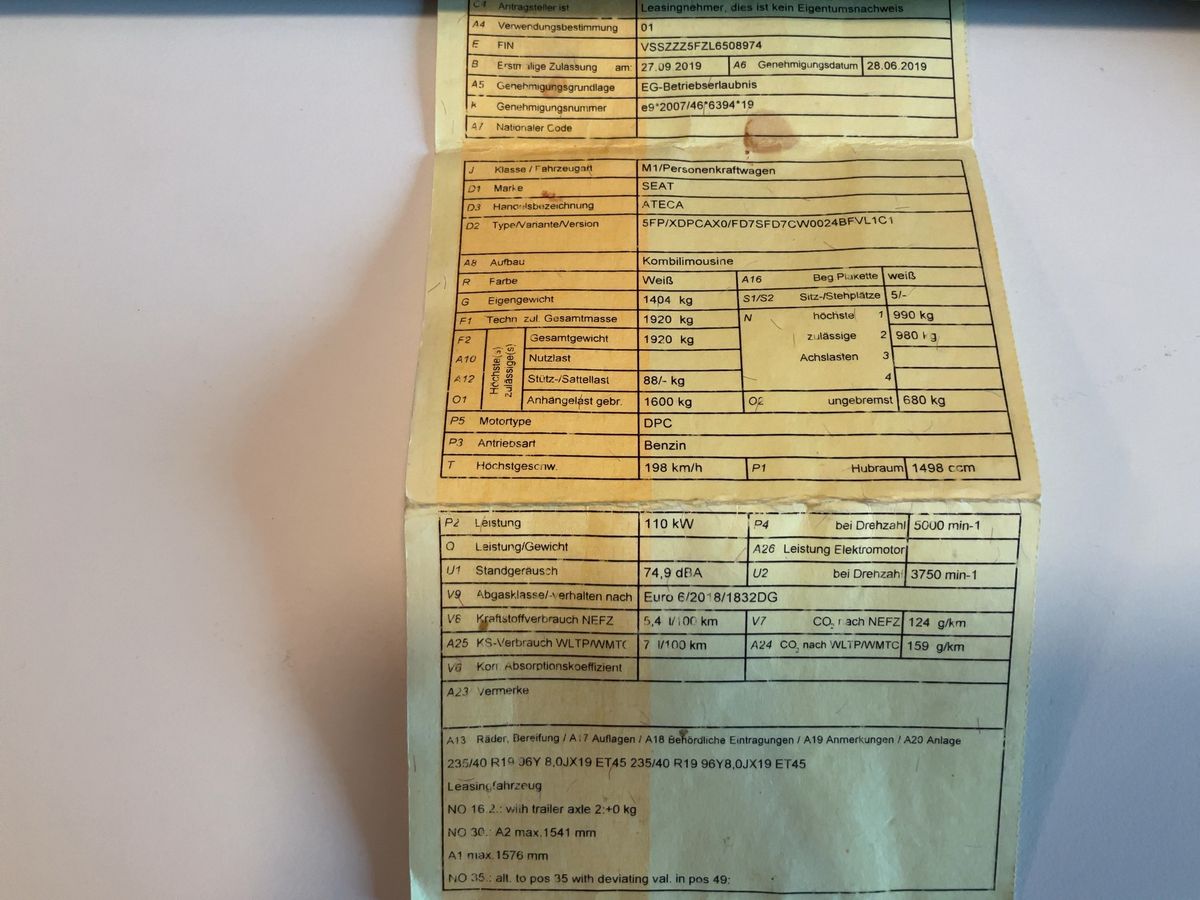 C4 Antragsteller ist Leasingnehmer, dies ist kein Eigentumsnachweis
A4 Verwendungsbestimmung 01
E FIN VSSZZZ5FZL6508974
B Erstmalige Zulassung am: 27.09.2019 A6 Genehmigungsdatum 28.06.2019
A5 Genehmigungsgrundlage EG-Betriebserlaubnis
K Genehmigungsnummer e9*2007/46*6394*19
A7 Nationaler Code
J Klasse / Fahrzeugart M1/Personenkraftwagen
D1 Marke SEAT
D3 Handelsbezeichnung ATECA
D2 Type/Variante/Version 5FP/XDPCAX0/FD7SFD7CW0024BFVL1C1
A8 Aufbau Kombilimousine
R Farbe Weiß A16 Beg Plakette weiß
G Eigengewicht 1404 kg S1/S2 Sitz-/Stehplätze 5/-
F1 Techn. zul. Gesamtmasse 1920 kg N höchste 1 990 kg
F2 Höchste(s) zulässige(s) Gesamtgewicht 1920 kg zulässige 2 980 kg
A10 Nutzlast Achslasten 3
A12 Stütz-/Sattellast 88/- kg 4
O1 Anhängelast gebr. 1600 kg O2 ungebremst 680 kg
P5 Motortype DPC
P3 Antriebsart Benzin
T Höchstgeschw. 198 km/h P1 Hubraum 1498 ccm
P2 Leistung 110 kW P4 bei Drehzahl 5000 min-1
Q Leistung/Gewicht A26 Leistung Elektromotor
U1 Standgeräusch 74,9 dBA U2 bei Drehzahl 3750 min-1
V9 Abgasklasse/-verhalten nach Euro 6/2018/1832DG
V8 Kraftstoffverbrauch NEFZ 5,4 l/100 km V7 CO₂ nach NEFZ 124 g/km
A25 KS-Verbrauch WLTP/WMTC 7 l/100 km A24 CO₂ nach WLTP/WMTC 159 g/km
V6 Korr. Absorptionskoeffizient
A23 Vermerke
A13 Räder, Bereifung / A17 Auflagen / A18 Behördliche Eintragungen / A19 Anmerkungen / A20 Anlage
235/40 R19 96Y 8,0JX19 ET45 235/40 R19 96Y8,0JX19 ET45
Leasingfahrzeug
NO 16.2.: with trailer axle 2:+0 kg
NO 30.: A2 max.1541 mm
A1 max.1576 mm
NO 35.: alt. to pos 35 with deviating val. in pos 49: